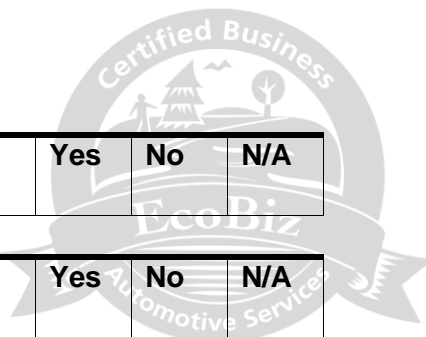 Certified Business
Yes No N/A
EcoBiz
Yes No N/A
Automotive Services